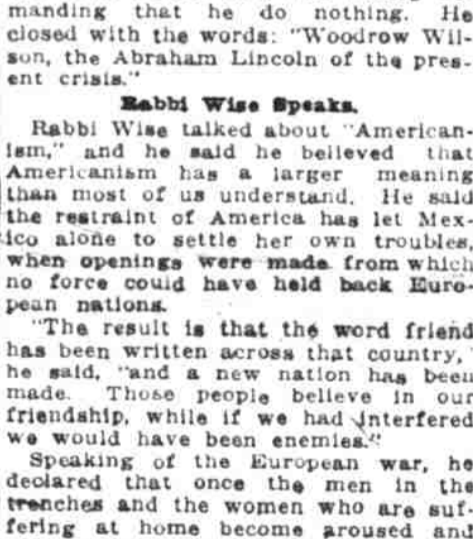 manding that he do nothing. He
closed with the words: "Woodrow Wil-
son, the Abraham Lincoln of the pres-
ent crisis."
Rabbi Wise Speaks.
Rabbi Wise talked about "American-
ism," and he said he believed that
Americanism has a larger meaning
than most of us understand. He said
the restraint of America has let Mex-
ico alone to settle her own troubles,
when openings were made from which
no force could have held back Euro-
pean nations.
"The result is that the word friend
has been written across that country,
he said, "and a new nation has been
made. Those people believe in our
friendship, while if we had interfered
we would have been enemies."
Speaking of the European war, he
declared that once the men in the
trenches and the women who are suf-
fering at home become aroused and